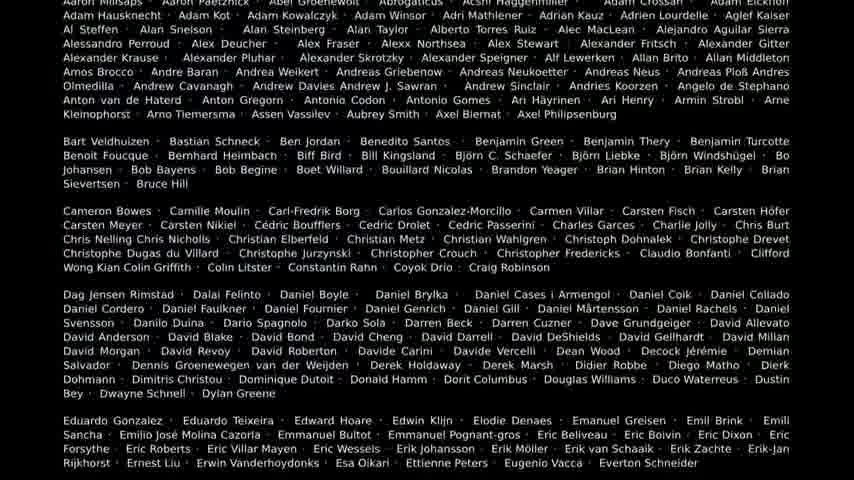 Aaron Millsaps · Aaron Paetznick · Abel Groenewolt · Abrogaticus · Acshi Haggenmiller · Adam Crossan · Adam Elkhon
Adam Hausknecht · Adam Kot · Adam Kowalczyk · Adam Winsor · Adri Mathlener · Adrian Kauz · Adrien Lourdelle · Aglef Kaiser
Al Steffen · Alan Sneison · Alan Steinberg · Alan Taylor · Alberto Torres Ruiz · Alec MacLean · Alejandro Aguilar Sierra
Alessandro Perroud · Alex Deucher · Alex Fraser · Alexx Northsea · Alex Stewart · Alexander Fritsch · Alexander Gitter
Alexander Krause · Alexander Pluhar · Alexander Skrotzky · Alexander Speigner · Alf Lewerken · Allan Brito · Allan Middleton
Amos Brocco · Andre Baran · Andrea Weikert · Andreas Griebenow · Andreas Neukoetter · Andreas Neus · Andreas Ploß Andres
Olmedilla · Andrew Cavanagh · Andrew Davies Andrew J. Sawran · Andrew Sinclair · Andries Koorzen · Angelo de Stephano
Anton van de Haterd · Anton Gregorn · Antonio Codon · Antonio Gomes · Ari Häyrinen · Ari Henry · Armin Strobl · Arne
Kleinophorst · Arno Tiemersma · Assen Vassilev · Aubrey Smith · Axel Biernat · Axel Philipsenburg
Bart Veldhuizen · Bastian Schneck · Ben Jordan · Benedito Santos · Benjamin Green · Benjamin Thery · Benjamin Turcotte
Benoit Foucque · Bernhard Heimbach · Biff Bird · Bill Kingsland · Björn C. Schaefer · Björn Liebke · Björn Windshügel · Bo
Johansen · Bob Bayens · Bob Begine · Boet Willard · Bouillard Nicolas · Brandon Yeager · Brian Hinton · Brian Kelly · Brian
Sievertsen · Bruce Hill
Cameron Bowes · Camille Moulin · Carl-Fredrik Borg · Carlos Gonzalez-Morcillo · Carmen Villar · Carsten Fisch · Carsten Höfer
Carsten Meyer · Carsten Nikiel · Cédric Boufflers · Cedric Drolet · Cedric Passerini · Charles Garces · Charlie Jolly · Chris Burt
Chris Nelling Chris Nicholls · Christian Elberfeld · Christian Metz · Christian Wahlgren · Christoph Dohnalek · Christophe Drevet
Christophe Dugas du Villard · Christophe Jurzynski · Christopher Crouch · Christopher Fredericks · Claudio Bonfanti · Clifford
Wong Kian Colin Griffith · Colin Litster · Constantin Rahn · Coyok Drio · Craig Robinson
Dag Jensen Rimstad · Dalai Felinto · Daniel Boyle · Daniel Brylka · Daniel Cases i Armengol · Daniel Coik · Daniel Collado
Daniel Cordero · Daniel Faulkner · Daniel Fournier · Daniel Genrich · Daniel Gill · Daniel Mårtensson · Daniel Rachels · Daniel
Svensson · Danilo Duina · Dario Spagnolo · Darko Sola · Darren Beck · Darren Cuzner · Dave Grundgeiger · David Allevato
David Anderson · David Blake · David Bond · David Cheng · David Darrell · David DeShields · David Gellhardt · David Millan
David Morgan · David Revoy · David Roberton · Davide Carini · Davide Vercelli · Dean Wood · Decock Jérémie · Demian
Salvador · Dennis Groenewegen van der Weijden · Derek Holdaway · Derek Marsh · Didier Robbe · Diego Matho · Dierk
Dohmann · Dimitris Christou · Dominique Dutoit · Donald Hamm · Dorit Columbus · Douglas Williams · Duco Waterreus · Dustin
Bey · Dwayne Schnell · Dylan Greene
Eduardo Gonzalez · Eduardo Teixeira · Edward Hoare · Edwin Klijn · Elodie Denaes · Emanuel Greisen · Emil Brink · Emili
Sancha · Emilio José Molina Cazorla · Emmanuel Bultot · Emmanuel Pognant-gros · Eric Beliveau · Eric Boivin · Eric Dixon · Eric
Forsythe · Eric Roberts · Eric Villar Mayen · Eric Wessels · Erik Johansson · Erik Möller · Erik van Schaaik · Erik Zachte · Erik-Jan
Rijkhorst · Ernest Liu · Erwin Vanderhoydonks · Esa Oikari · Ettienne Peters · Eugenio Vacca · Everton Schneider